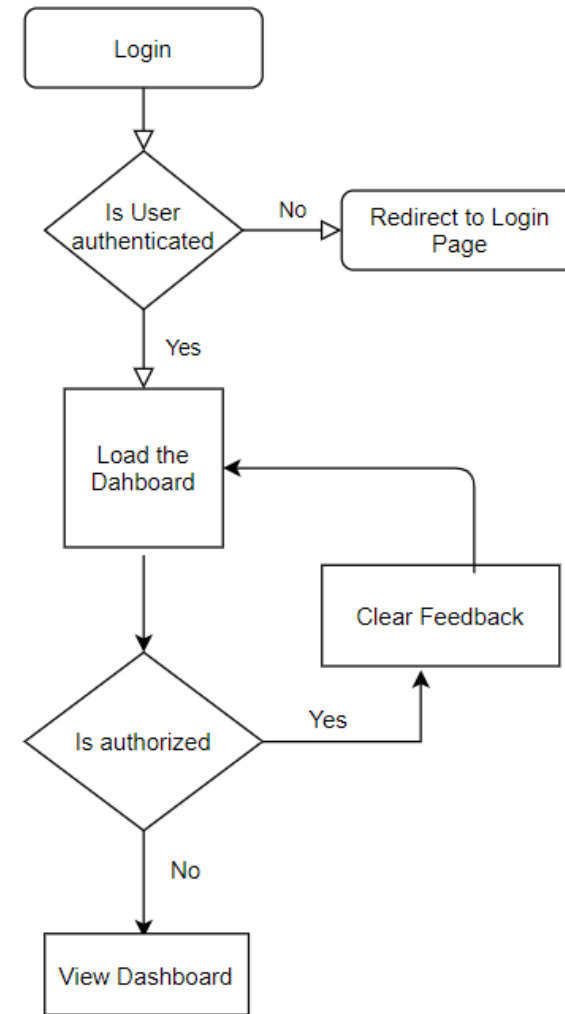 Login
Is User
authenticated
No
Redirect to Login
Page
Yes
Load the
Dahboard
Clear Feedback
Is authorized
Yes
No
View Dashboard